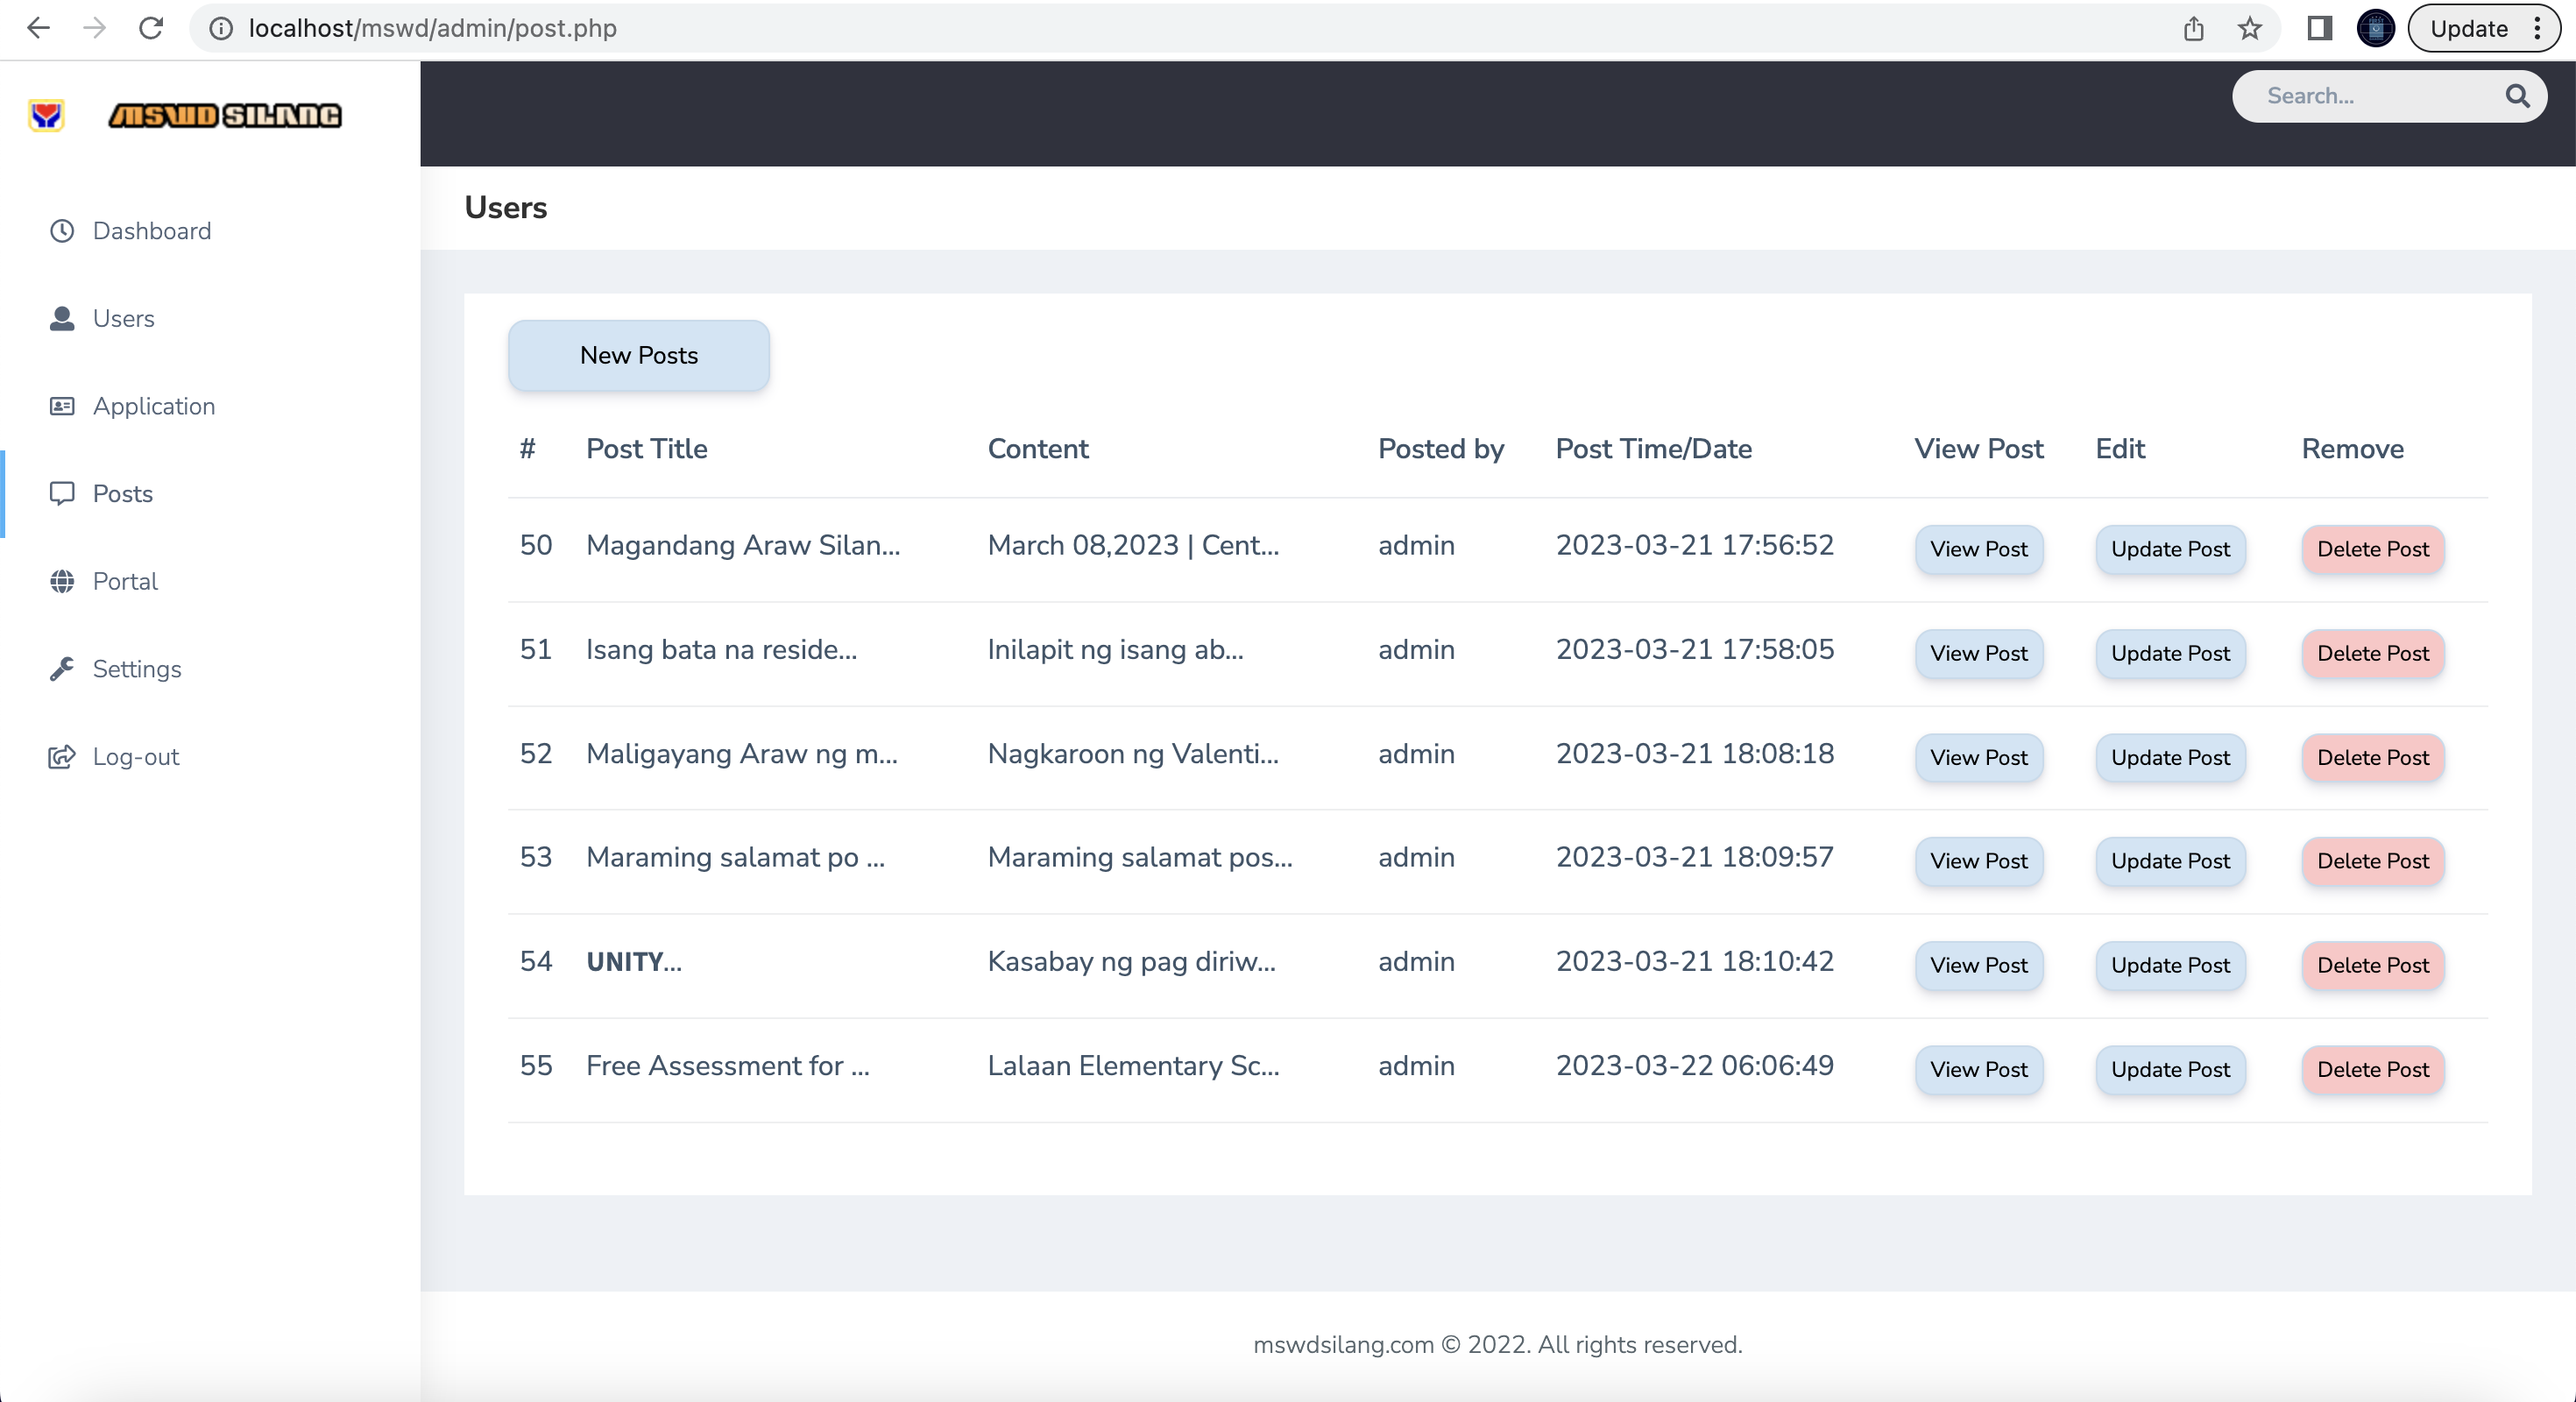 localhost/mswd/admin/post.php
Update
MSWD SILANG
Search...
Dashboard
Users
Application
Posts
Portal
Settings
Log-out
Users
New Posts
# Post Title Content Posted by Post Time/Date View Post Edit Remove
50 Magandang Araw Silan... March 08,2023 | Cent... admin 2023-03-21 17:56:52 View Post Update Post Delete Post
51 Isang bata na reside... Inilapit ng isang ab... admin 2023-03-21 17:58:05 View Post Update Post Delete Post
52 Maligayang Araw ng m... Nagkaroon ng Valenti... admin 2023-03-21 18:08:18 View Post Update Post Delete Post
53 Maraming salamat po ... Maraming salamat pos... admin 2023-03-21 18:09:57 View Post Update Post Delete Post
54 UNITY... Kasabay ng pag diriw... admin 2023-03-21 18:10:42 View Post Update Post Delete Post
55 Free Assessment for ... Lalaan Elementary Sc... admin 2023-03-22 06:06:49 View Post Update Post Delete Post
mswdsilang.com © 2022. All rights reserved.